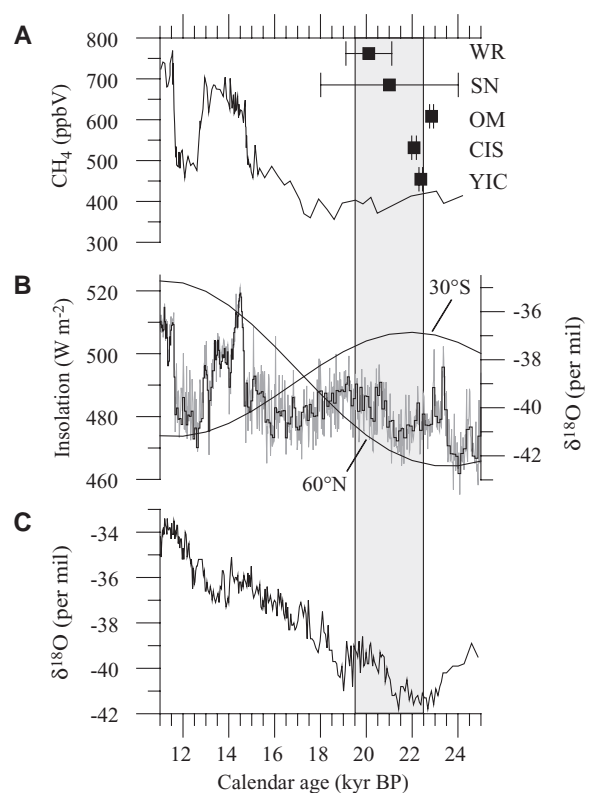 A
800
700
600
500
400
300
CH4 (ppbV)
WR
SN
OM
CIS
YIC
B
520
500
480
460
Insolation (W m-2)
30°S
60°N
-36
-38
-40
-42
δ18O (per mil)
C
-34
-36
-38
-40
-42
δ18O (per mil)
12 14 16 18 20 22 24
Calendar age (kyr BP)